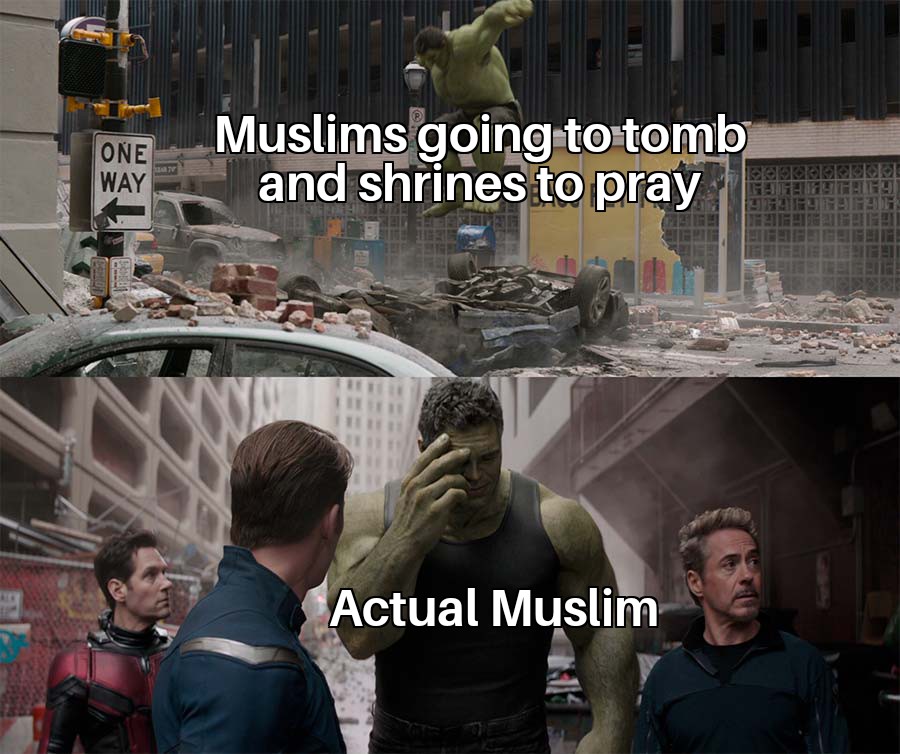 ONE
WAY
Muslims going to tomb
and shrines to pray
Actual Muslim